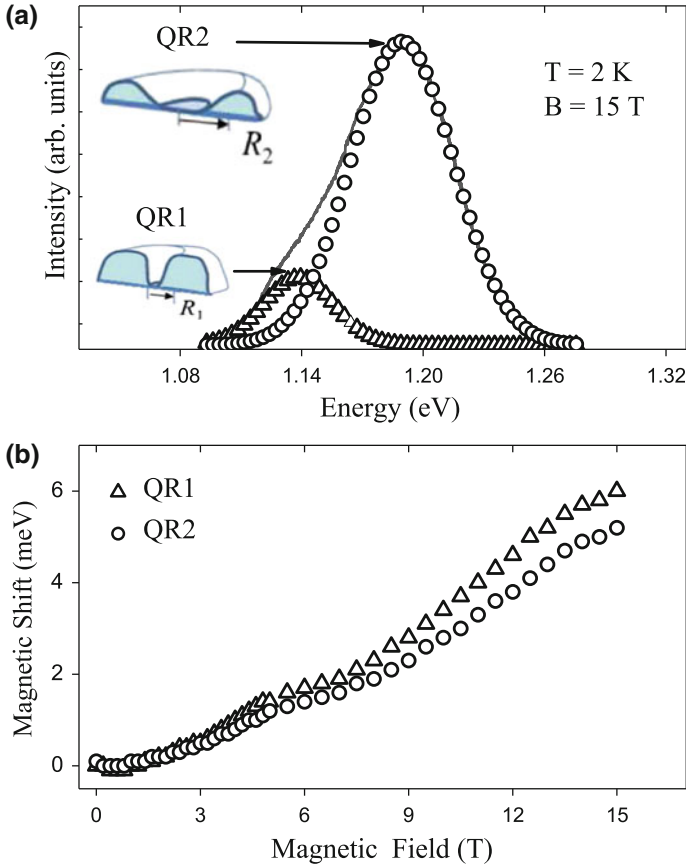 (a)
QR2
T = 2 K
B = 15 T
R2
QR1
R1
Intensity (arb. units)
1.08 1.14 1.20 1.26 1.32
Energy (eV)
(b)
6
4
2
0
QR1
QR2
Magnetic Shift (meV)
0 3 6 9 12 15
Magnetic Field (T)